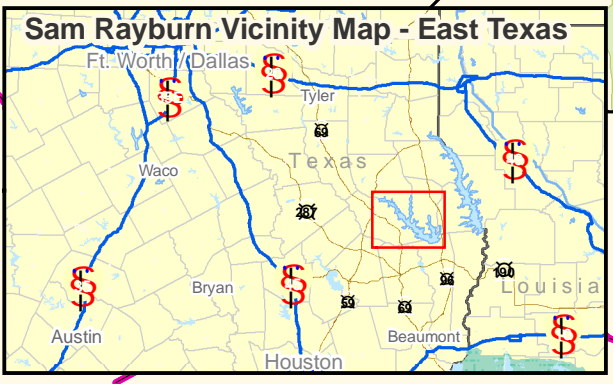 Sam Rayburn Vicinity Map - East Texas
Ft. Worth / Dallas
Tyler
69
Texas
Waco
287
Bryan
96
190
Louisia
59
69
Austin
Beaumont
Houston